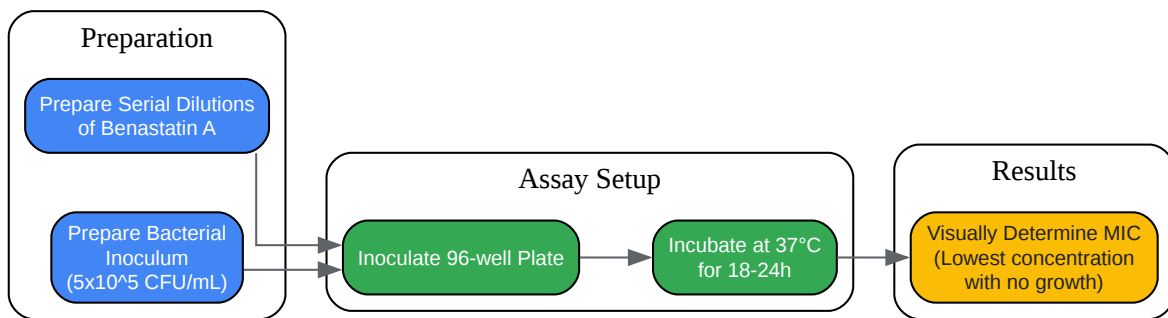 Preparation
Prepare Serial Dilutions
of Benastatin A
Prepare Bacterial
Inoculum
(5x10^5 CFU/mL)
Assay Setup
Inoculate 96-well Plate
Incubate at 37°C
for 18-24h
Results
Visually Determine MIC
(Lowest concentration
with no growth)